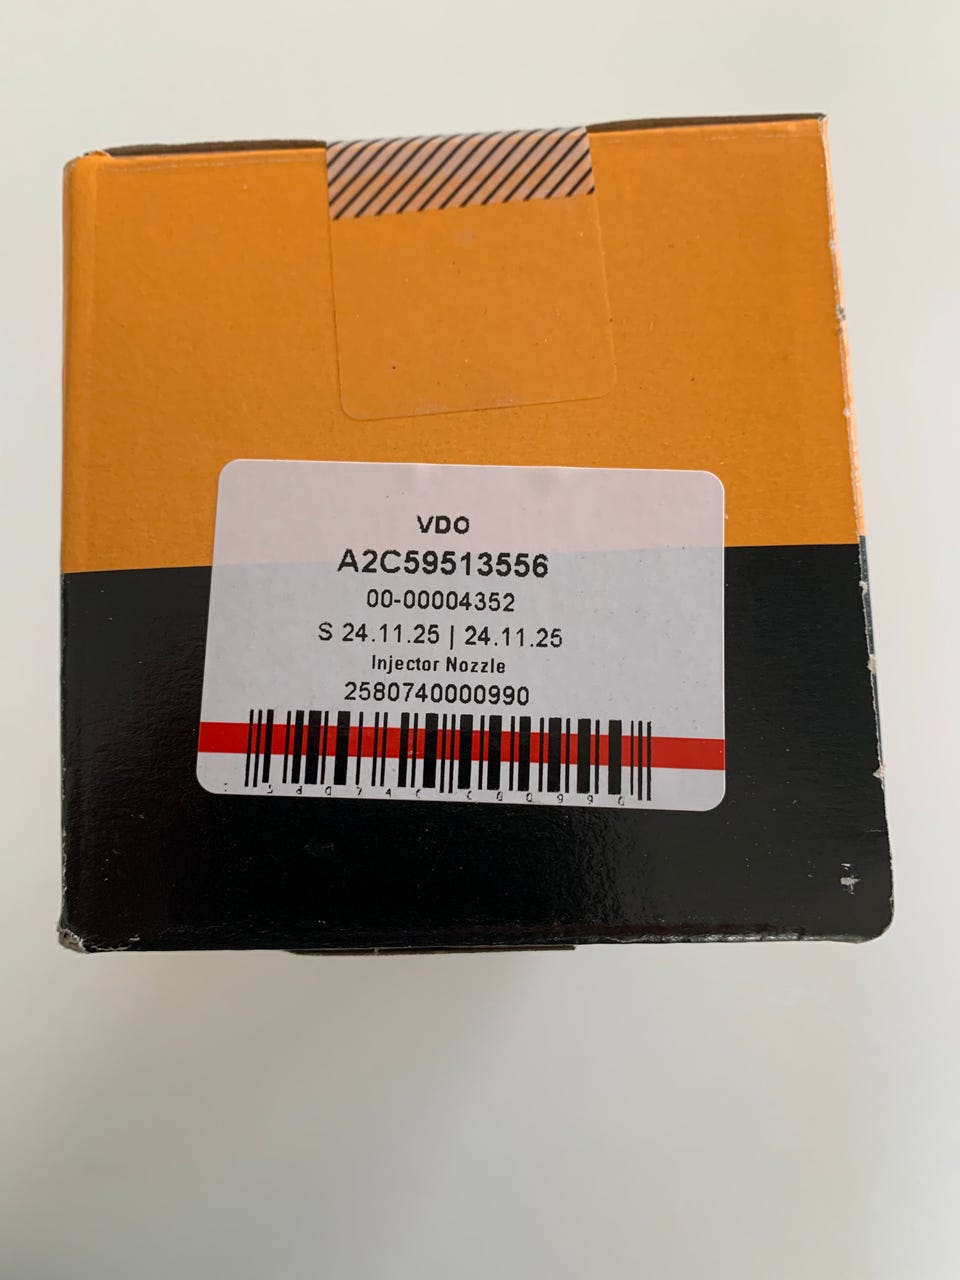 VDO
A2C59513556
00-00004352
S 24.11.25 | 24.11.25
Injector Nozzle
2580740000990